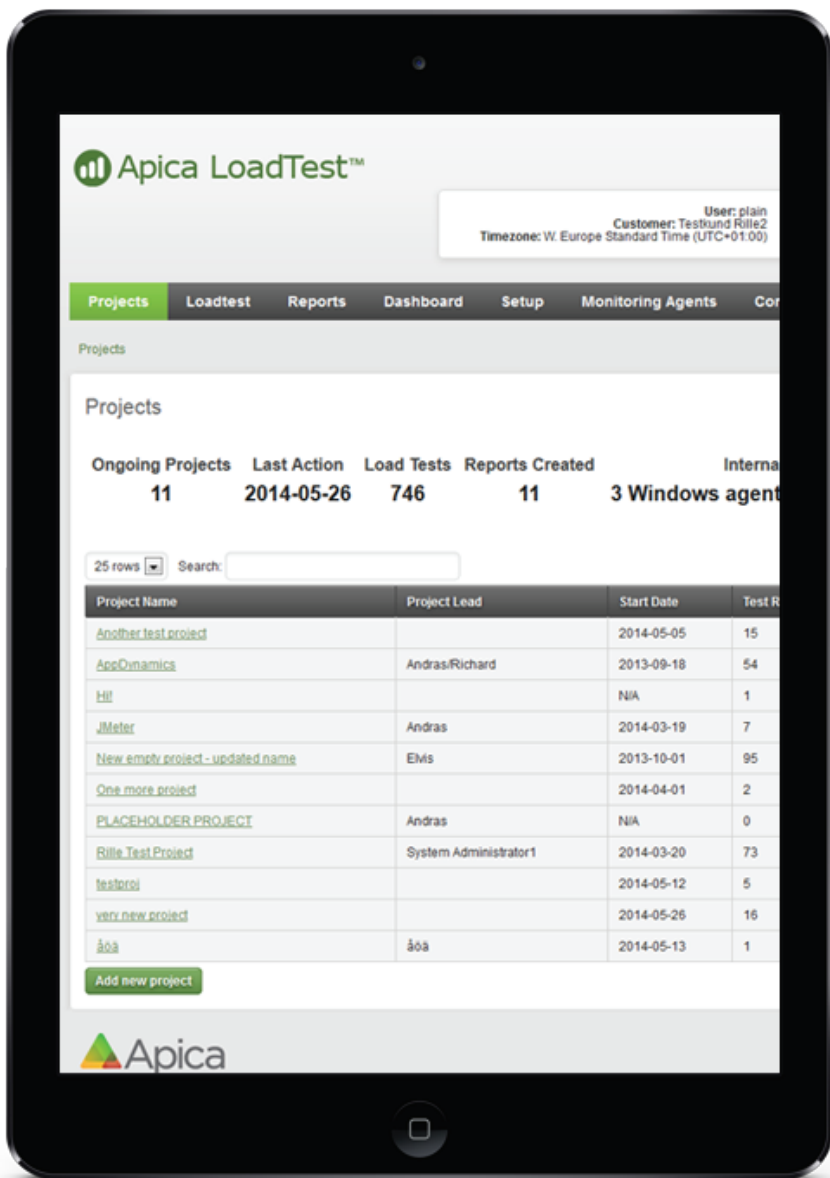 Apica LoadTest™
User: plain
Customer: Testkund Rille2
Timezone: W. Europe Standard Time (UTC+01:00)
Projects Loadtest Reports Dashboard Setup Monitoring Agents Cor
Projects
Projects
Ongoing Projects Last Action Load Tests Reports Created Interna
11 2014-05-26 746 11 3 Windows agent
25 rows Search:
Project Name Project Lead Start Date Test R
Another test project 2014-05-05 15
AppDynamics Andras/Richard 2013-09-18 54
Hi! N/A 1
JMeter Andras 2014-03-19 7
New empty project - updated name Elvis 2013-10-01 95
One more project 2014-04-01 2
PLACEHOLDER PROJECT Andras N/A 0
Rille Test Project System Administrator1 2014-03-20 73
testproj 2014-05-12 5
very new project 2014-05-26 16
åöä åöä 2014-05-13 1
Add new project
Apica